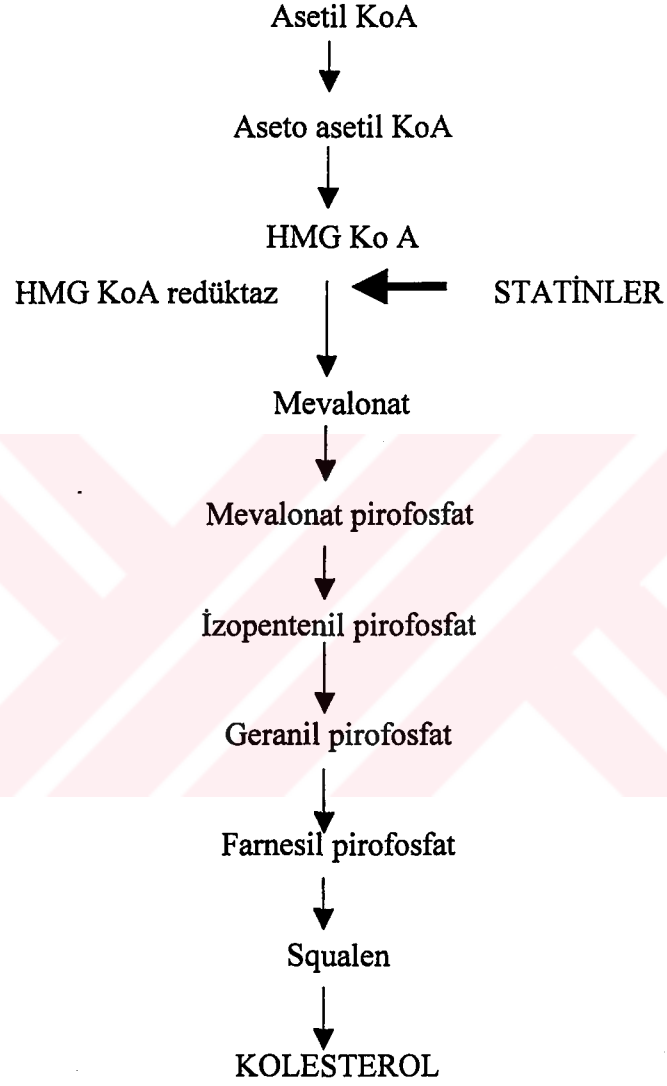 Asetil KoA
Aseto asetil KoA
HMG Ko A
HMG KoA redüktaz STATİNLER
Mevalonat
Mevalonat pirofosfat
İzopentenil pirofosfat
Geranil pirofosfat
Farnesil pirofosfat
Squalen
KOLESTEROL